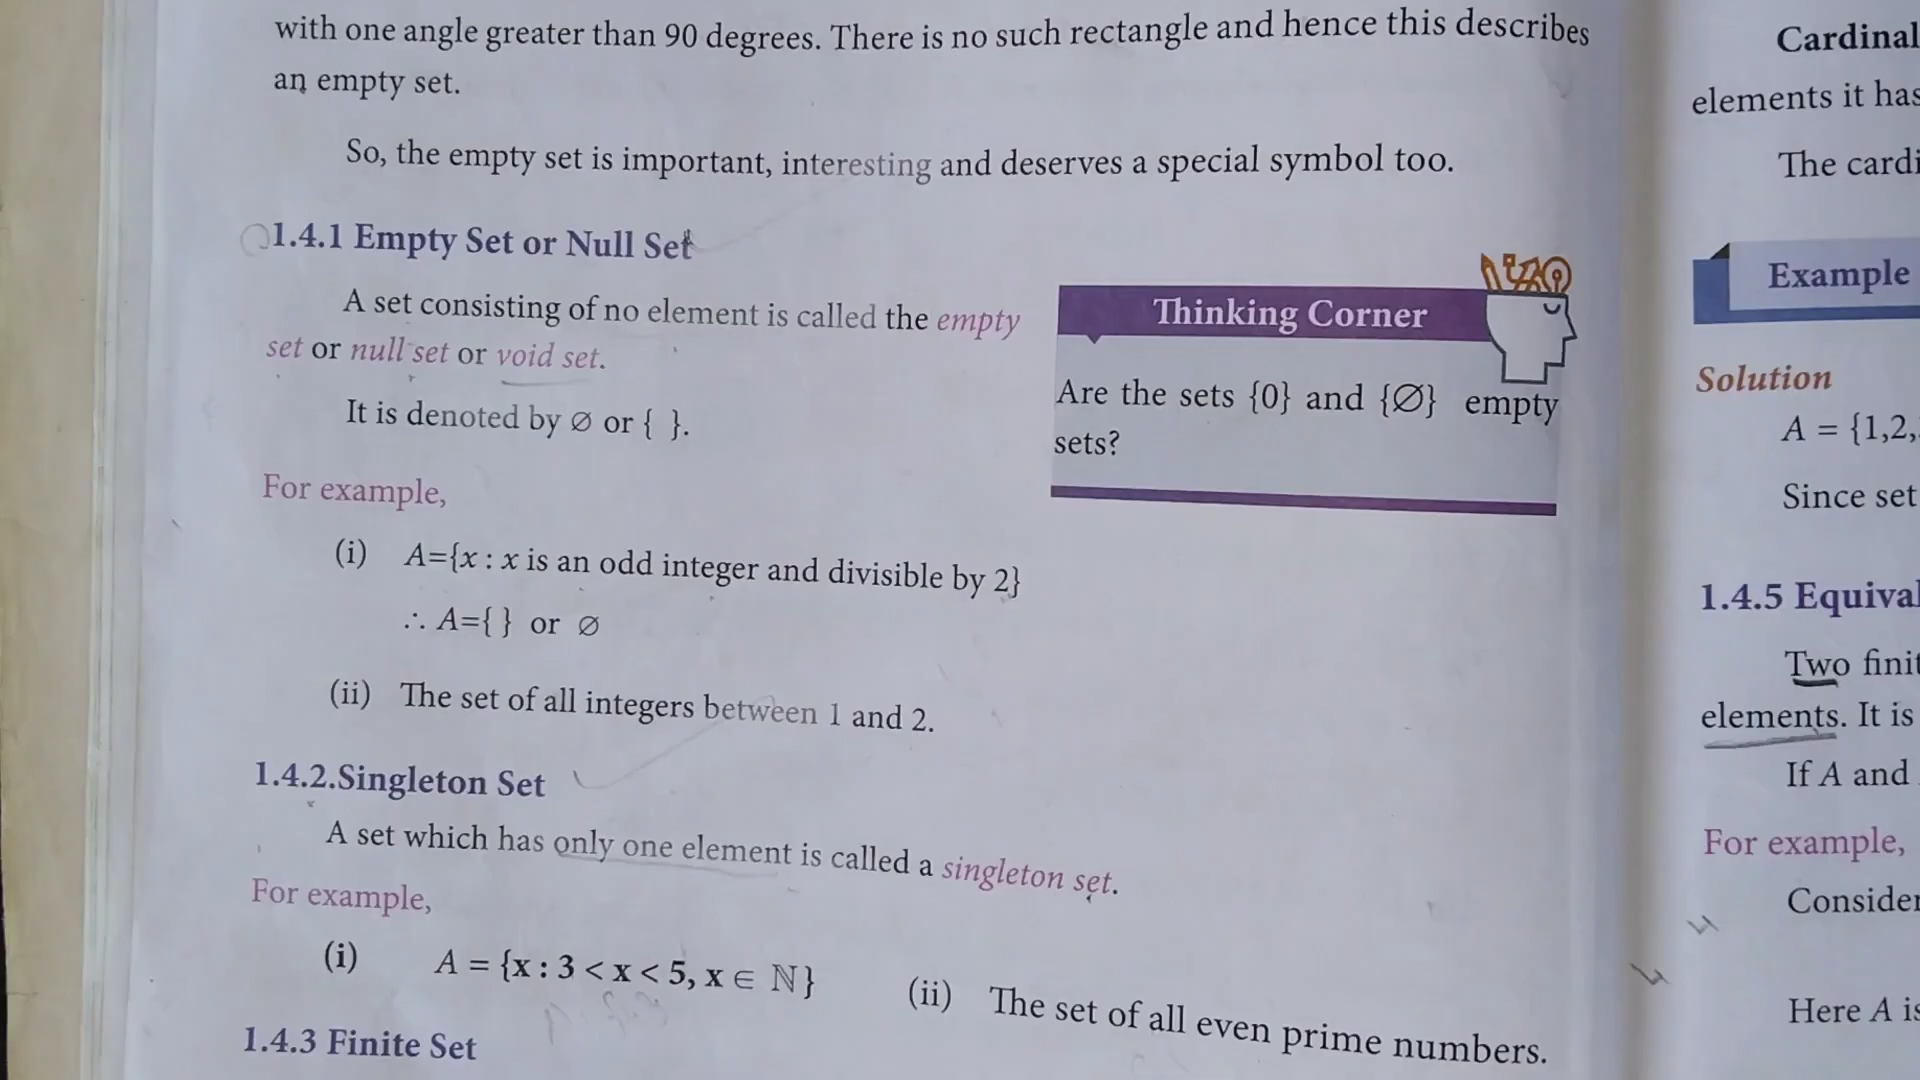 with one angle greater than 90 degrees. There is no such rectangle and hence this describes
an empty set.
So, the empty set is important, interesting and deserves a special symbol too.
1.4.1 Empty Set or Null Set
A set consisting of no element is called the empty
set or null set or void set.
It is denoted by ∅ or { }.
Thinking Corner
Are the sets {0} and {∅} empty
sets?
For example,
(i) A={x : x is an odd integer and divisible by 2}
∴ A={ } or ∅
(ii) The set of all integers between 1 and 2.
1.4.2.Singleton Set
A set which has only one element is called a singleton set.
For example,
(i) A = {x : 3 < x < 5, x ∈ ℕ}
(ii) The set of all even prime numbers.
1.4.3 Finite Set
Cardinal
elements it has
The cardi
Example
Solution
A = {1,2,
Since set
1.4.5 Equival
Two finit
elements. It is
If A and
For example,
Consider
Here A is